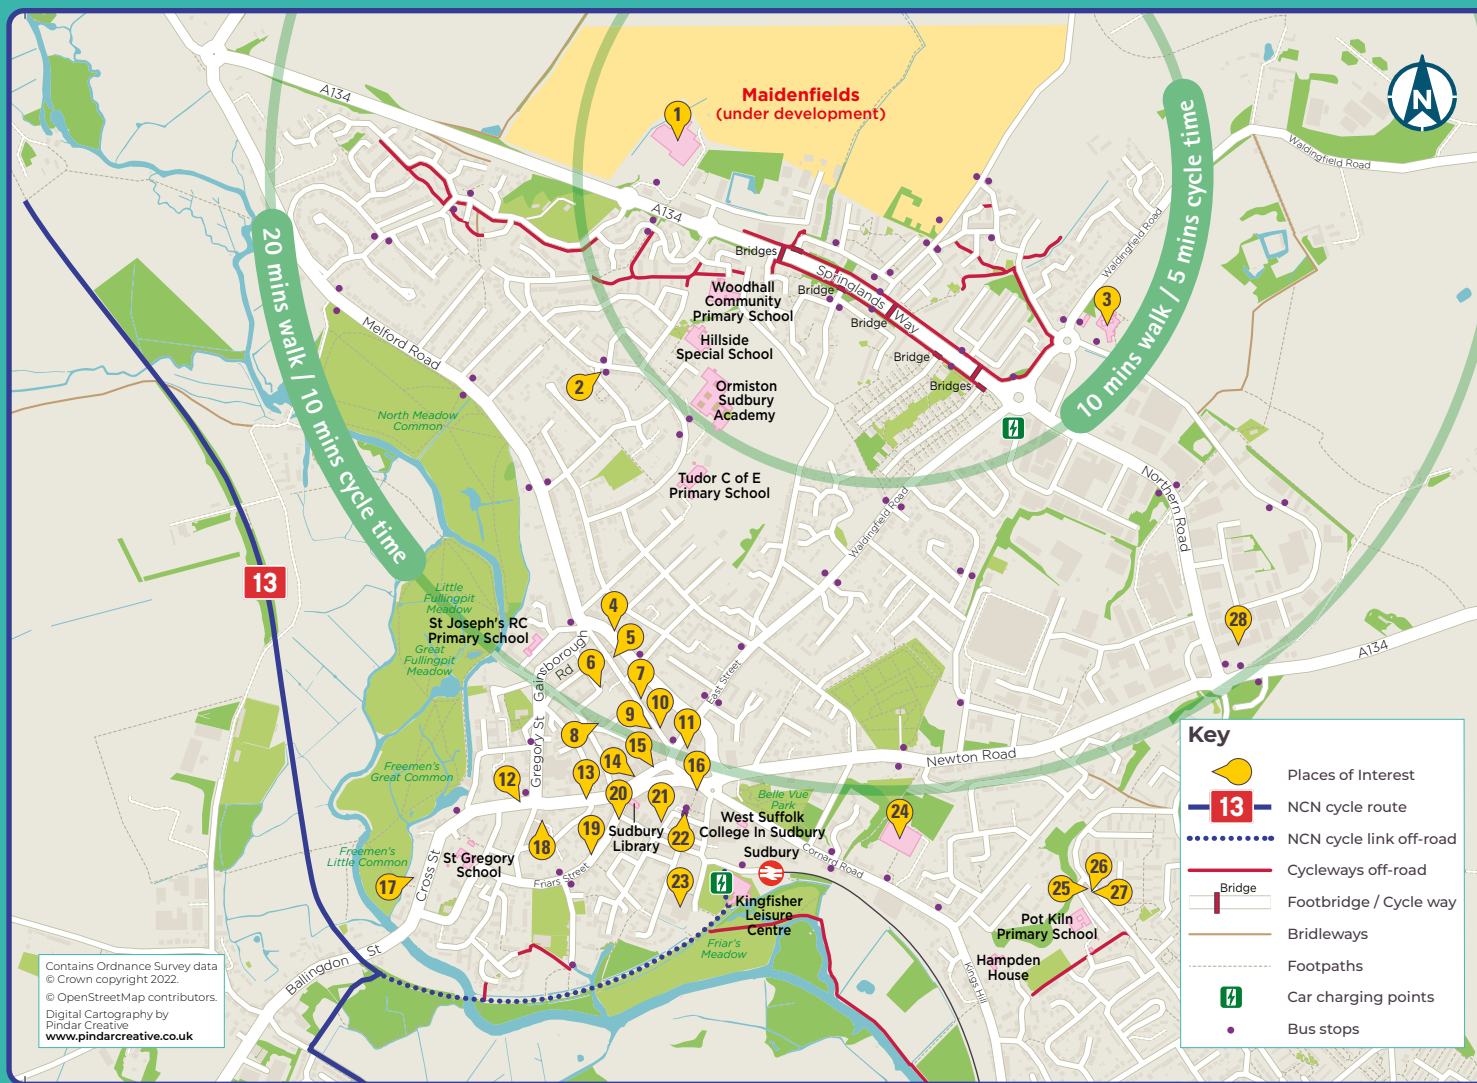 A134
Maidenfields
(under development)
1
N
Waldingfield Road
10 mins walk / 5 mins cycle time
20 mins walk / 10 mins cycle time
A134
Waldingfield Road
Bridges
Springlands Way
Bridge
Bridge
Bridge
Bridges
3
Woodhall
Community
Primary School
Hillside
Special School
Ormiston
Sudbury
Academy
2
Melford Road
North Meadow
Common
Tudor C of E
Primary School
Waldingfield Road
Northern Road
13
Little
Fullingpit
Meadow
St Joseph's RC
Primary School
Great
Fullingpit
Meadow
Gainsborough
Rd
4
5
6
7
8
9
10
11
East Street
28
A134
Newton Road
Gregory St
Freemen's
Great Common
12
13
14
15
16
20
21
22
19
18
Sudbury
Library
Belle Vue
Park
West Suffolk
College In Sudbury
24
Sudbury
Cornard Road
Freemen's
Little Common
17
Cross St
St Gregory
School
Friars Street
23
Kingfisher
Leisure
Centre
Friar's
Meadow
25
26
27
Pot Kiln
Primary School
Hampden
House
Kings Hill
Ballingdon St
Contains Ordnance Survey data
© Crown copyright 2022.
© OpenStreetMap contributors.
Digital Cartography by
Pindar Creative
www.pindarcreative.co.uk
Key
Places of Interest
13 NCN cycle route
NCN cycle link off-road
Cycleways off-road
Bridge
Footbridge / Cycle way
Bridleways
Footpaths
Car charging points
Bus stops